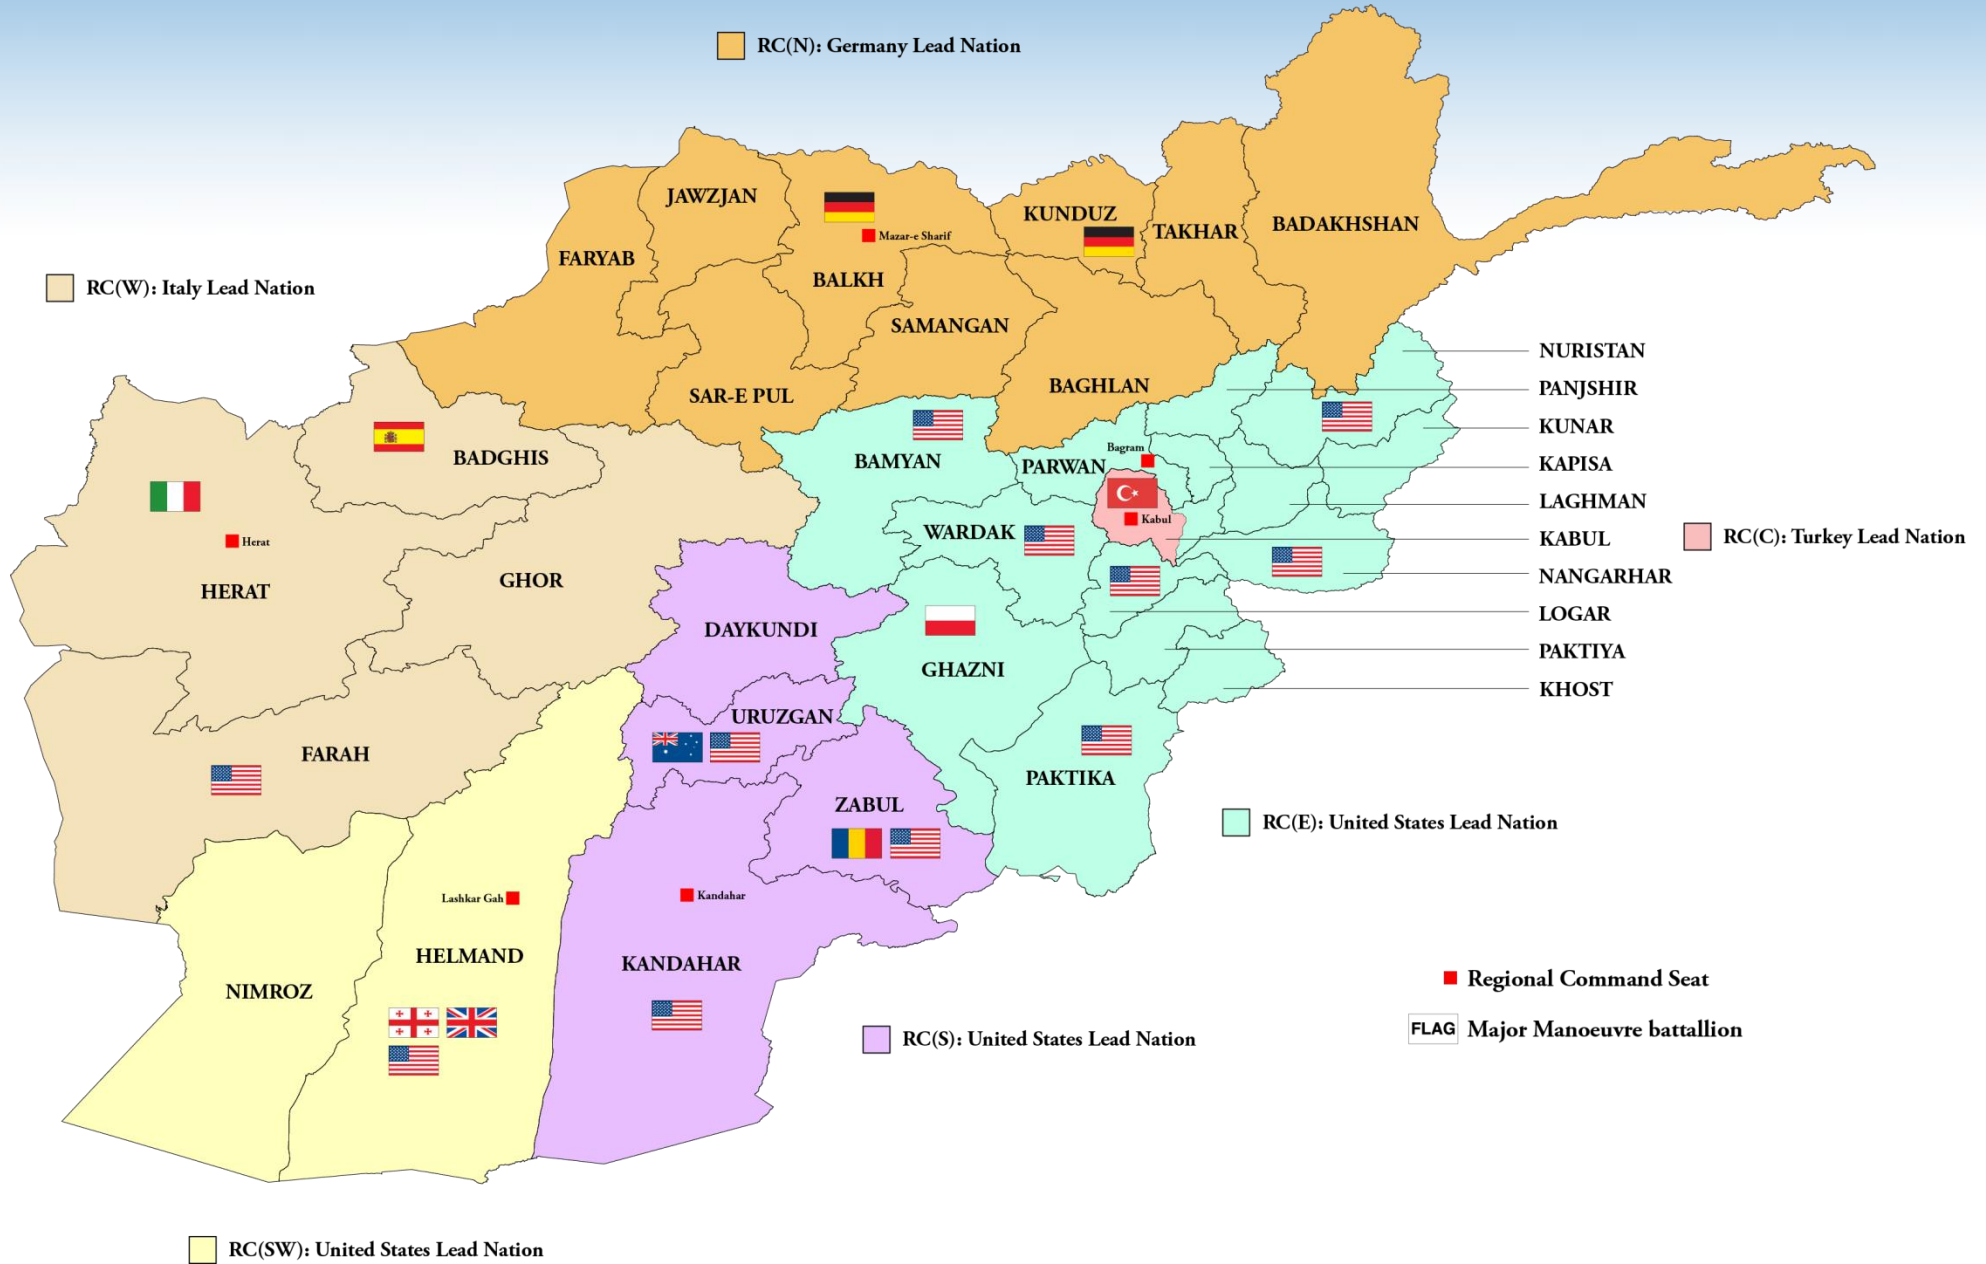 RC(N): Germany Lead Nation
JAWZJAN
KUNDUZ
TAKHAR
BADAKHSHAN
Mazar-e Sharif
FARYAB
BALKH
RC(W): Italy Lead Nation
SAMANGAN
NURISTAN
BAGHLAN
PANJSHIR
SAR-E PUL
KUNAR
Bagram
BADGHIS
BAMYAN
PARWAN
KAPISA
LAGHMAN
Kabul
WARDAK
KABUL
RC(C): Turkey Lead Nation
Herat
GHOR
NANGARHAR
HERAT
LOGAR
DAYKUNDI
PAKTIYA
GHAZNI
KHOST
URUZGAN
FARAH
PAKTIKA
ZABUL
RC(E): United States Lead Nation
Lashkar Gah
Kandahar
HELMAND
KANDAHAR
NIMROZ
Regional Command Seat
FLAG Major Manoeuvre battallion
RC(S): United States Lead Nation
RC(SW): United States Lead Nation